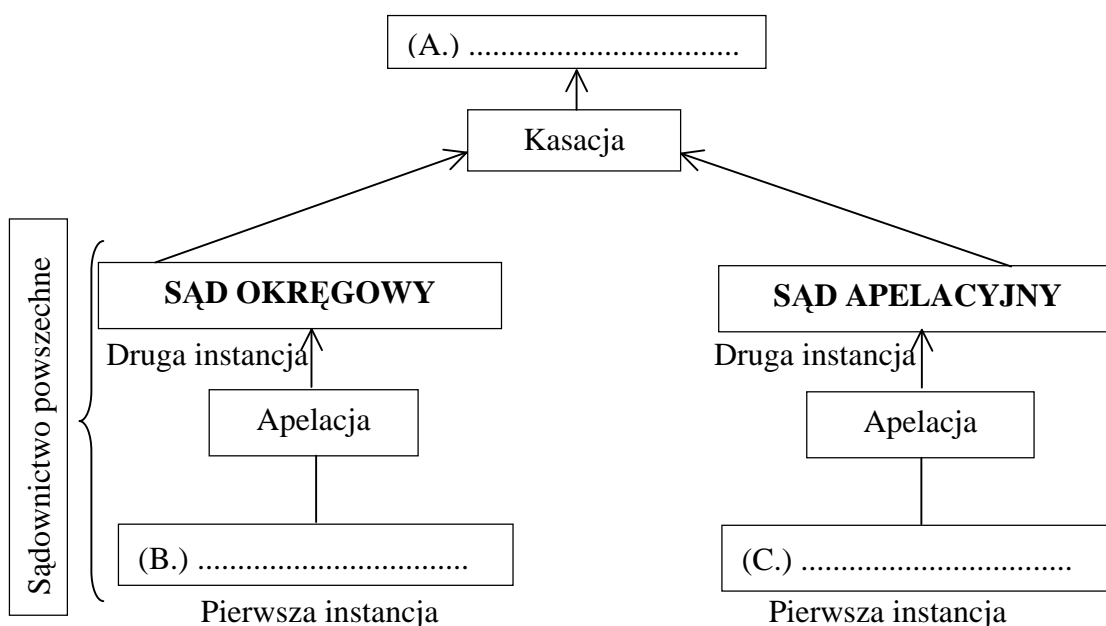 (A.) ..................................
Kasacja
Sądownictwo powszechne
SĄD OKRĘGOWY
SĄD APELACYJNY
Druga instancja
Druga instancja
Apelacja
Apelacja
(B.) ..................................
(C.) ..................................
Pierwsza instancja
Pierwsza instancja